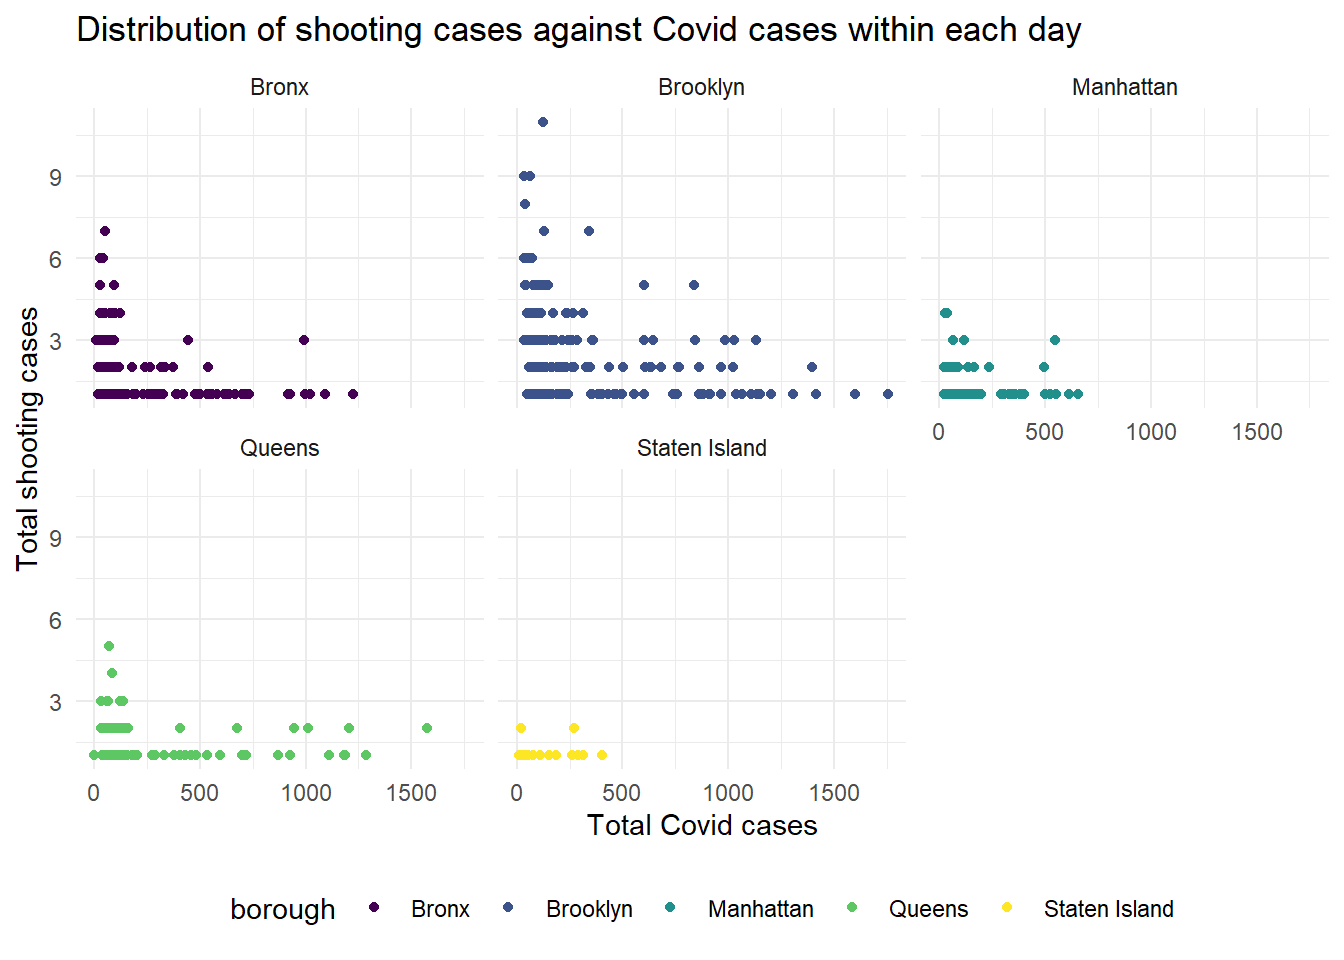 Distribution of shooting cases against Covid cases within each day
Bronx Brooklyn Manhattan
9
6
3
0 500 1000 1500
Queens Staten Island
9
6
3
0 500 1000 1500 0 500 1000 1500
Total shooting cases
Total Covid cases
borough Bronx Brooklyn Manhattan Queens Staten Island